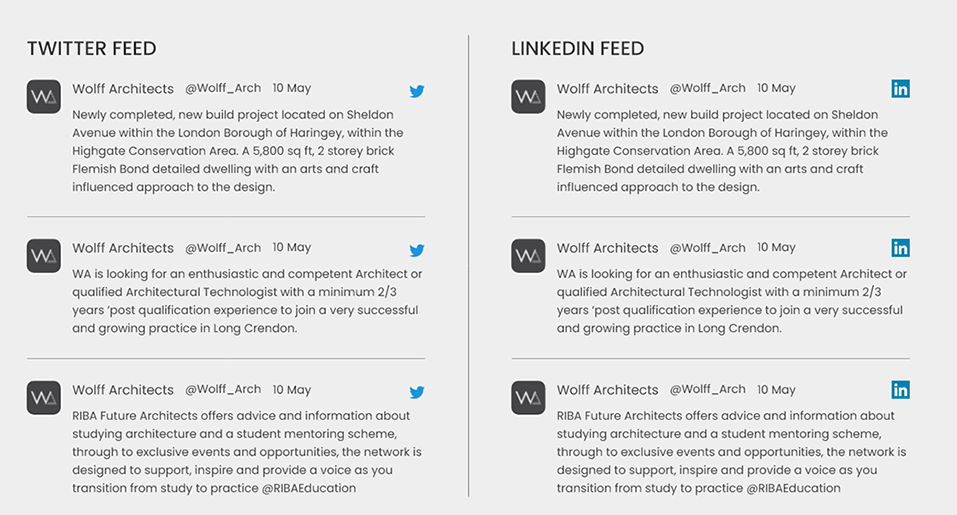 TWITTER FEED
WA
Wolff Architects @Wolff_Arch 10 May
Newly completed, new build project located on Sheldon
Avenue within the London Borough of Haringey, within the
Highgate Conservation Area. A 5,800 sq ft, 2 storey brick
Flemish Bond detailed dwelling with an arts and craft
influenced approach to the design.
WA
Wolff Architects @Wolff_Arch 10 May
WA is looking for an enthusiastic and competent Architect or
qualified Architectural Technologist with a minimum 2/3
years ‘post qualification experience to join a very successful
and growing practice in Long Crendon.
WA
Wolff Architects @Wolff_Arch 10 May
RIBA Future Architects offers advice and information about
studying architecture and a student mentoring scheme,
through to exclusive events and opportunities, the network is
designed to support, inspire and provide a voice as you
transition from study to practice @RIBAEducation
LINKEDIN FEED
WA
Wolff Architects @Wolff_Arch 10 May
in
Newly completed, new build project located on Sheldon
Avenue within the London Borough of Haringey, within the
Highgate Conservation Area. A 5,800 sq ft, 2 storey brick
Flemish Bond detailed dwelling with an arts and craft
influenced approach to the design.
WA
Wolff Architects @Wolff_Arch 10 May
in
WA is looking for an enthusiastic and competent Architect or
qualified Architectural Technologist with a minimum 2/3
years ‘post qualification experience to join a very successful
and growing practice in Long Crendon.
WA
Wolff Architects @Wolff_Arch 10 May
in
RIBA Future Architects offers advice and information about
studying architecture and a student mentoring scheme,
through to exclusive events and opportunities, the network is
designed to support, inspire and provide a voice as you
transition from study to practice @RIBAEducation